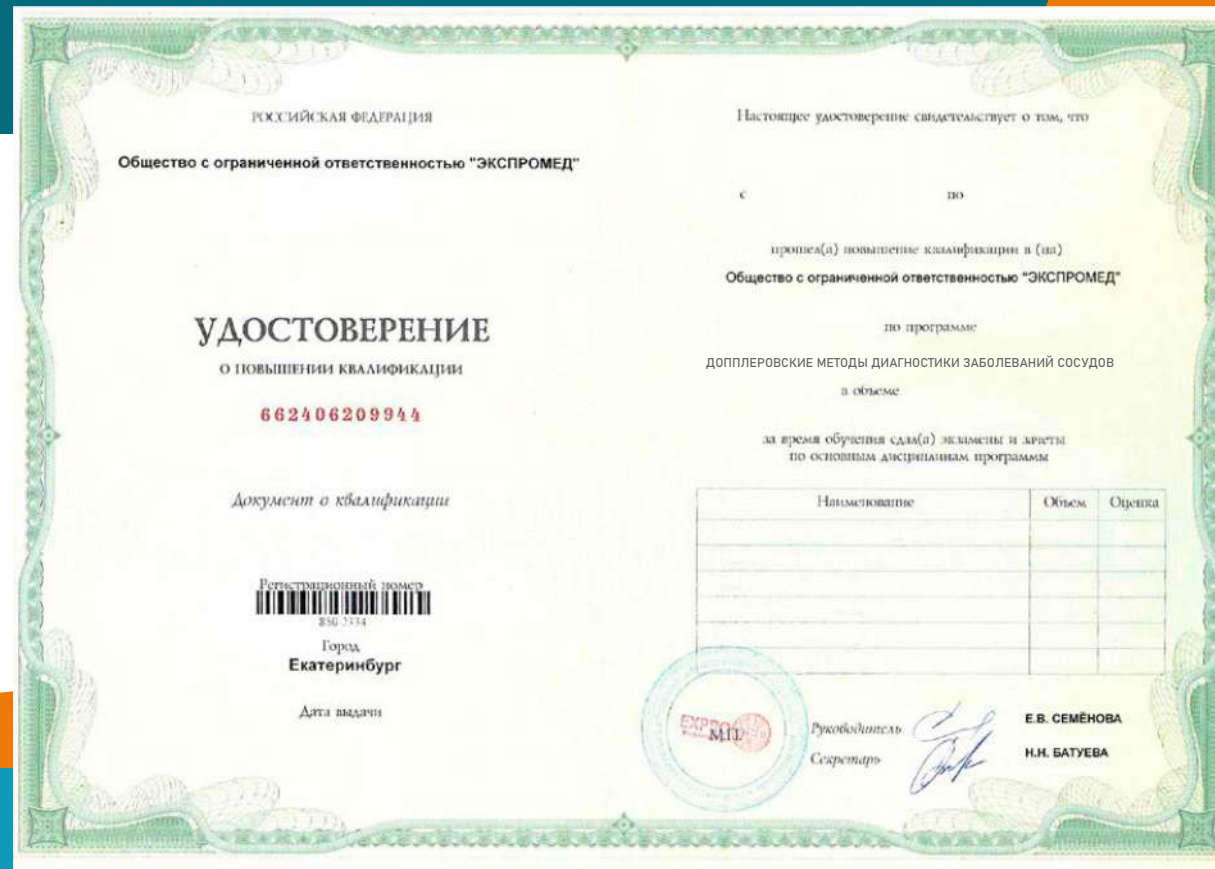 РОССИЙСКАЯ ФЕДЕРАЦИЯ
Общество с ограниченной ответственностью "ЭКСПРОМЕД"
УДОСТОВЕРЕНИЕ
О ПОВЫШЕНИИ КВАЛИФИКАЦИИ
662406209944
Документ о квалификации
Регистрационный номер
Город
Екатеринбург
Дата выдачи
Настоящее удостоверение свидетельствует о том, что
с по
прошел(а) повышение квалификации в (на)
Общество с ограниченной ответственностью "ЭКСПРОМЕД"
по программе
ДОППЛЕРОВСКИЕ МЕТОДЫ ДИАГНОСТИКИ ЗАБОЛЕВАНИЙ СОСУДОВ
в объеме
за время обучения сдал(а) экзамены и зачеты
по основным дисциплинам программы
Наименование Объем Оценка
М.П.
Руководитель Е.В. СЕМЁНОВА
Секретарь Н.Н. БАТУЕВА